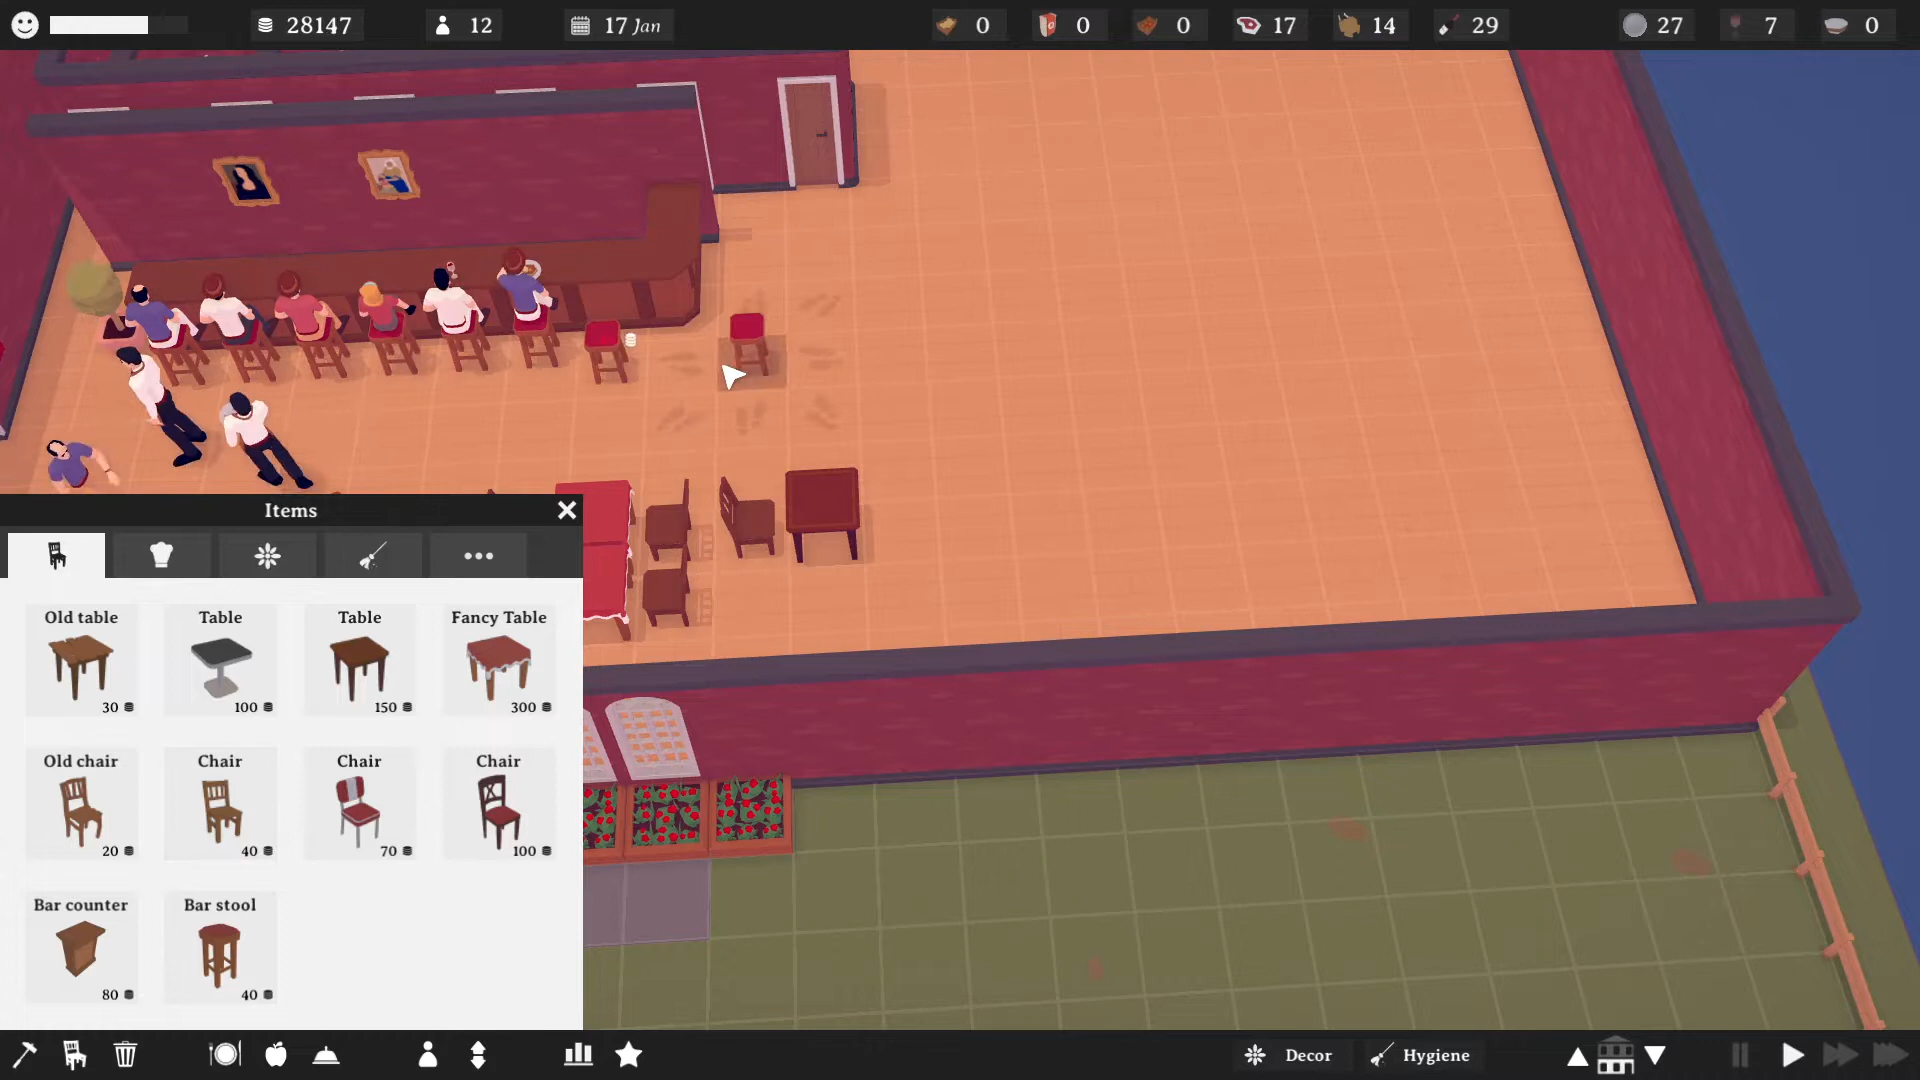 28147 12 17 Jan 0 0 0 17 14 29 27 7 0
Items
Old table Table Table Fancy Table
30 100 150 300
Old chair Chair Chair Chair
20 40 70 100
Bar counter Bar stool
80 40
Decor Hygiene